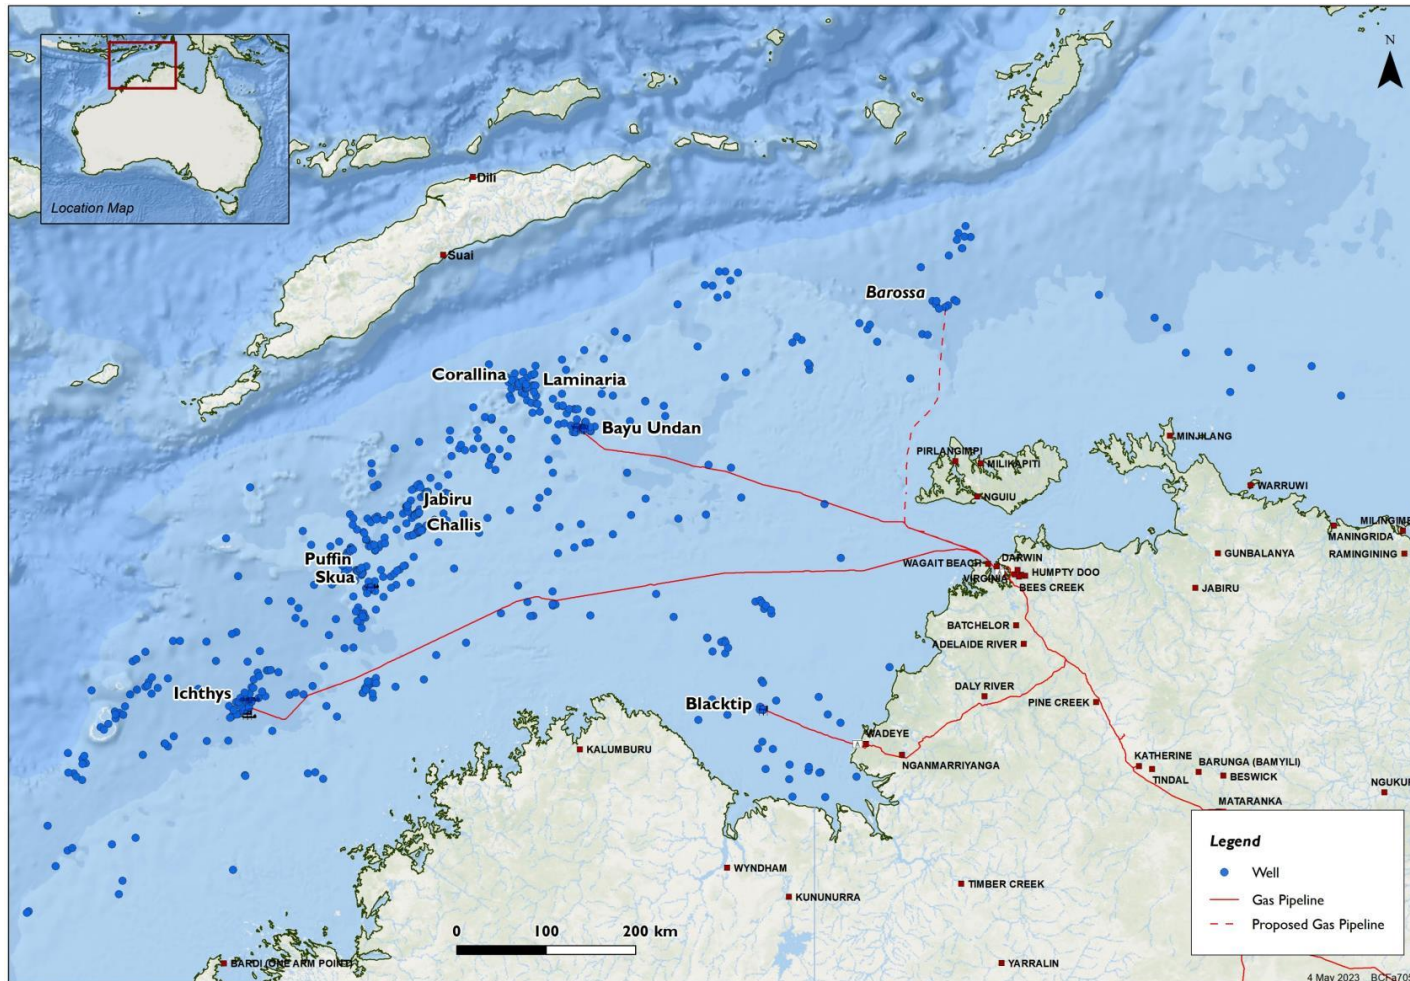 N
Location Map
Dili
Suai
Barossa
Corallina
Laminaria
Bayu Undan
MINJILANG
PIRLANGIMPI
MILIKAPITI
NGUIU
WARRUWI
Jabiru
Challis
MANINGRIDA
RAMINGINING
GUNBALANYA
Puffin
Skua
WAGAIT BEACH
DARWIN
VIRGINIA
HUMPTY DOO
BEES CREEK
JABIRU
BATCHELOR
ADELAIDE RIVER
Ichthys
Blacktip
DALY RIVER
PINE CREEK
WADEYE
KALUMBURU
NGANMARRIYANGA
KATHERINE
TINDAL
BARUNGA (BAMYILI)
BESWICK
MATARANKA
WYNDHAM
KUNUNURRA
TIMBER CREEK
Legend
Well
Gas Pipeline
Proposed Gas Pipeline
0 100 200 km
BARDI (ONE ARM POINT)
YARRALIN
4 May 2023